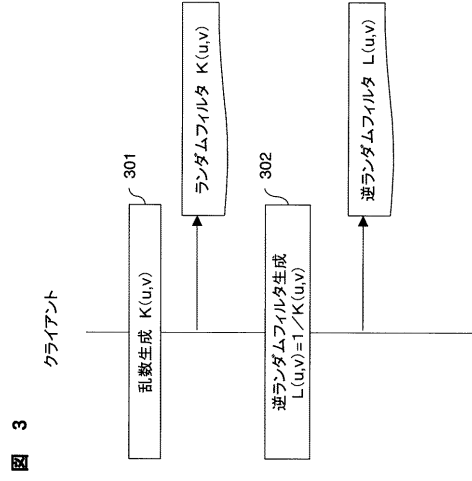 図 3
クライアント
301
乱数生成 K(u,v)
ランダムフィルタ K(u,v)
302
逆ランダムフィルタ生成
L(u,v)=1/K(u,v)
逆ランダムフィルタ L(u,v)